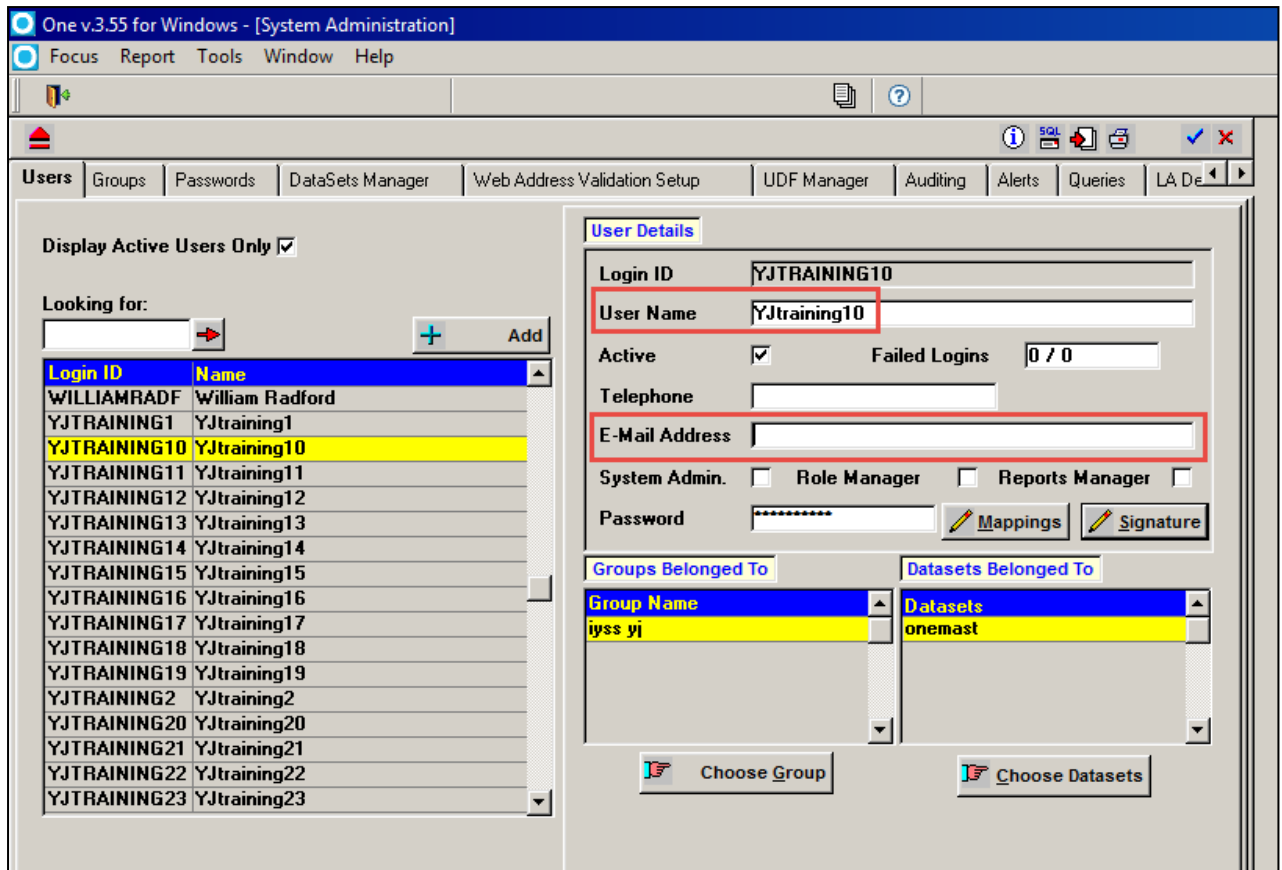 One v.3.55 for Windows - [System Administration]
Focus Report Tools Window Help
SQL
Users Groups Passwords DataSets Manager Web Address Validation Setup UDF Manager Auditing Alerts Queries LA De
Display Active Users Only
Looking for:
Add
Login ID Name
WILLIAMRADF William Radford
YJTRAINING1 YJtraining1
YJTRAINING10 YJtraining10
YJTRAINING11 YJtraining11
YJTRAINING12 YJtraining12
YJTRAINING13 YJtraining13
YJTRAINING14 YJtraining14
YJTRAINING15 YJtraining15
YJTRAINING16 YJtraining16
YJTRAINING17 YJtraining17
YJTRAINING18 YJtraining18
YJTRAINING19 YJtraining19
YJTRAINING2 YJtraining2
YJTRAINING20 YJtraining20
YJTRAINING21 YJtraining21
YJTRAINING22 YJtraining22
YJTRAINING23 YJtraining23
User Details
Login ID YJTRAINING10
User Name YJtraining10
Active Failed Logins 0 / 0
Telephone
E-Mail Address
System Admin. Role Manager Reports Manager
Password ********** Mappings Signature
Groups Belonged To Datasets Belonged To
Group Name Datasets
iyss yj onemast
Choose Group Choose Datasets